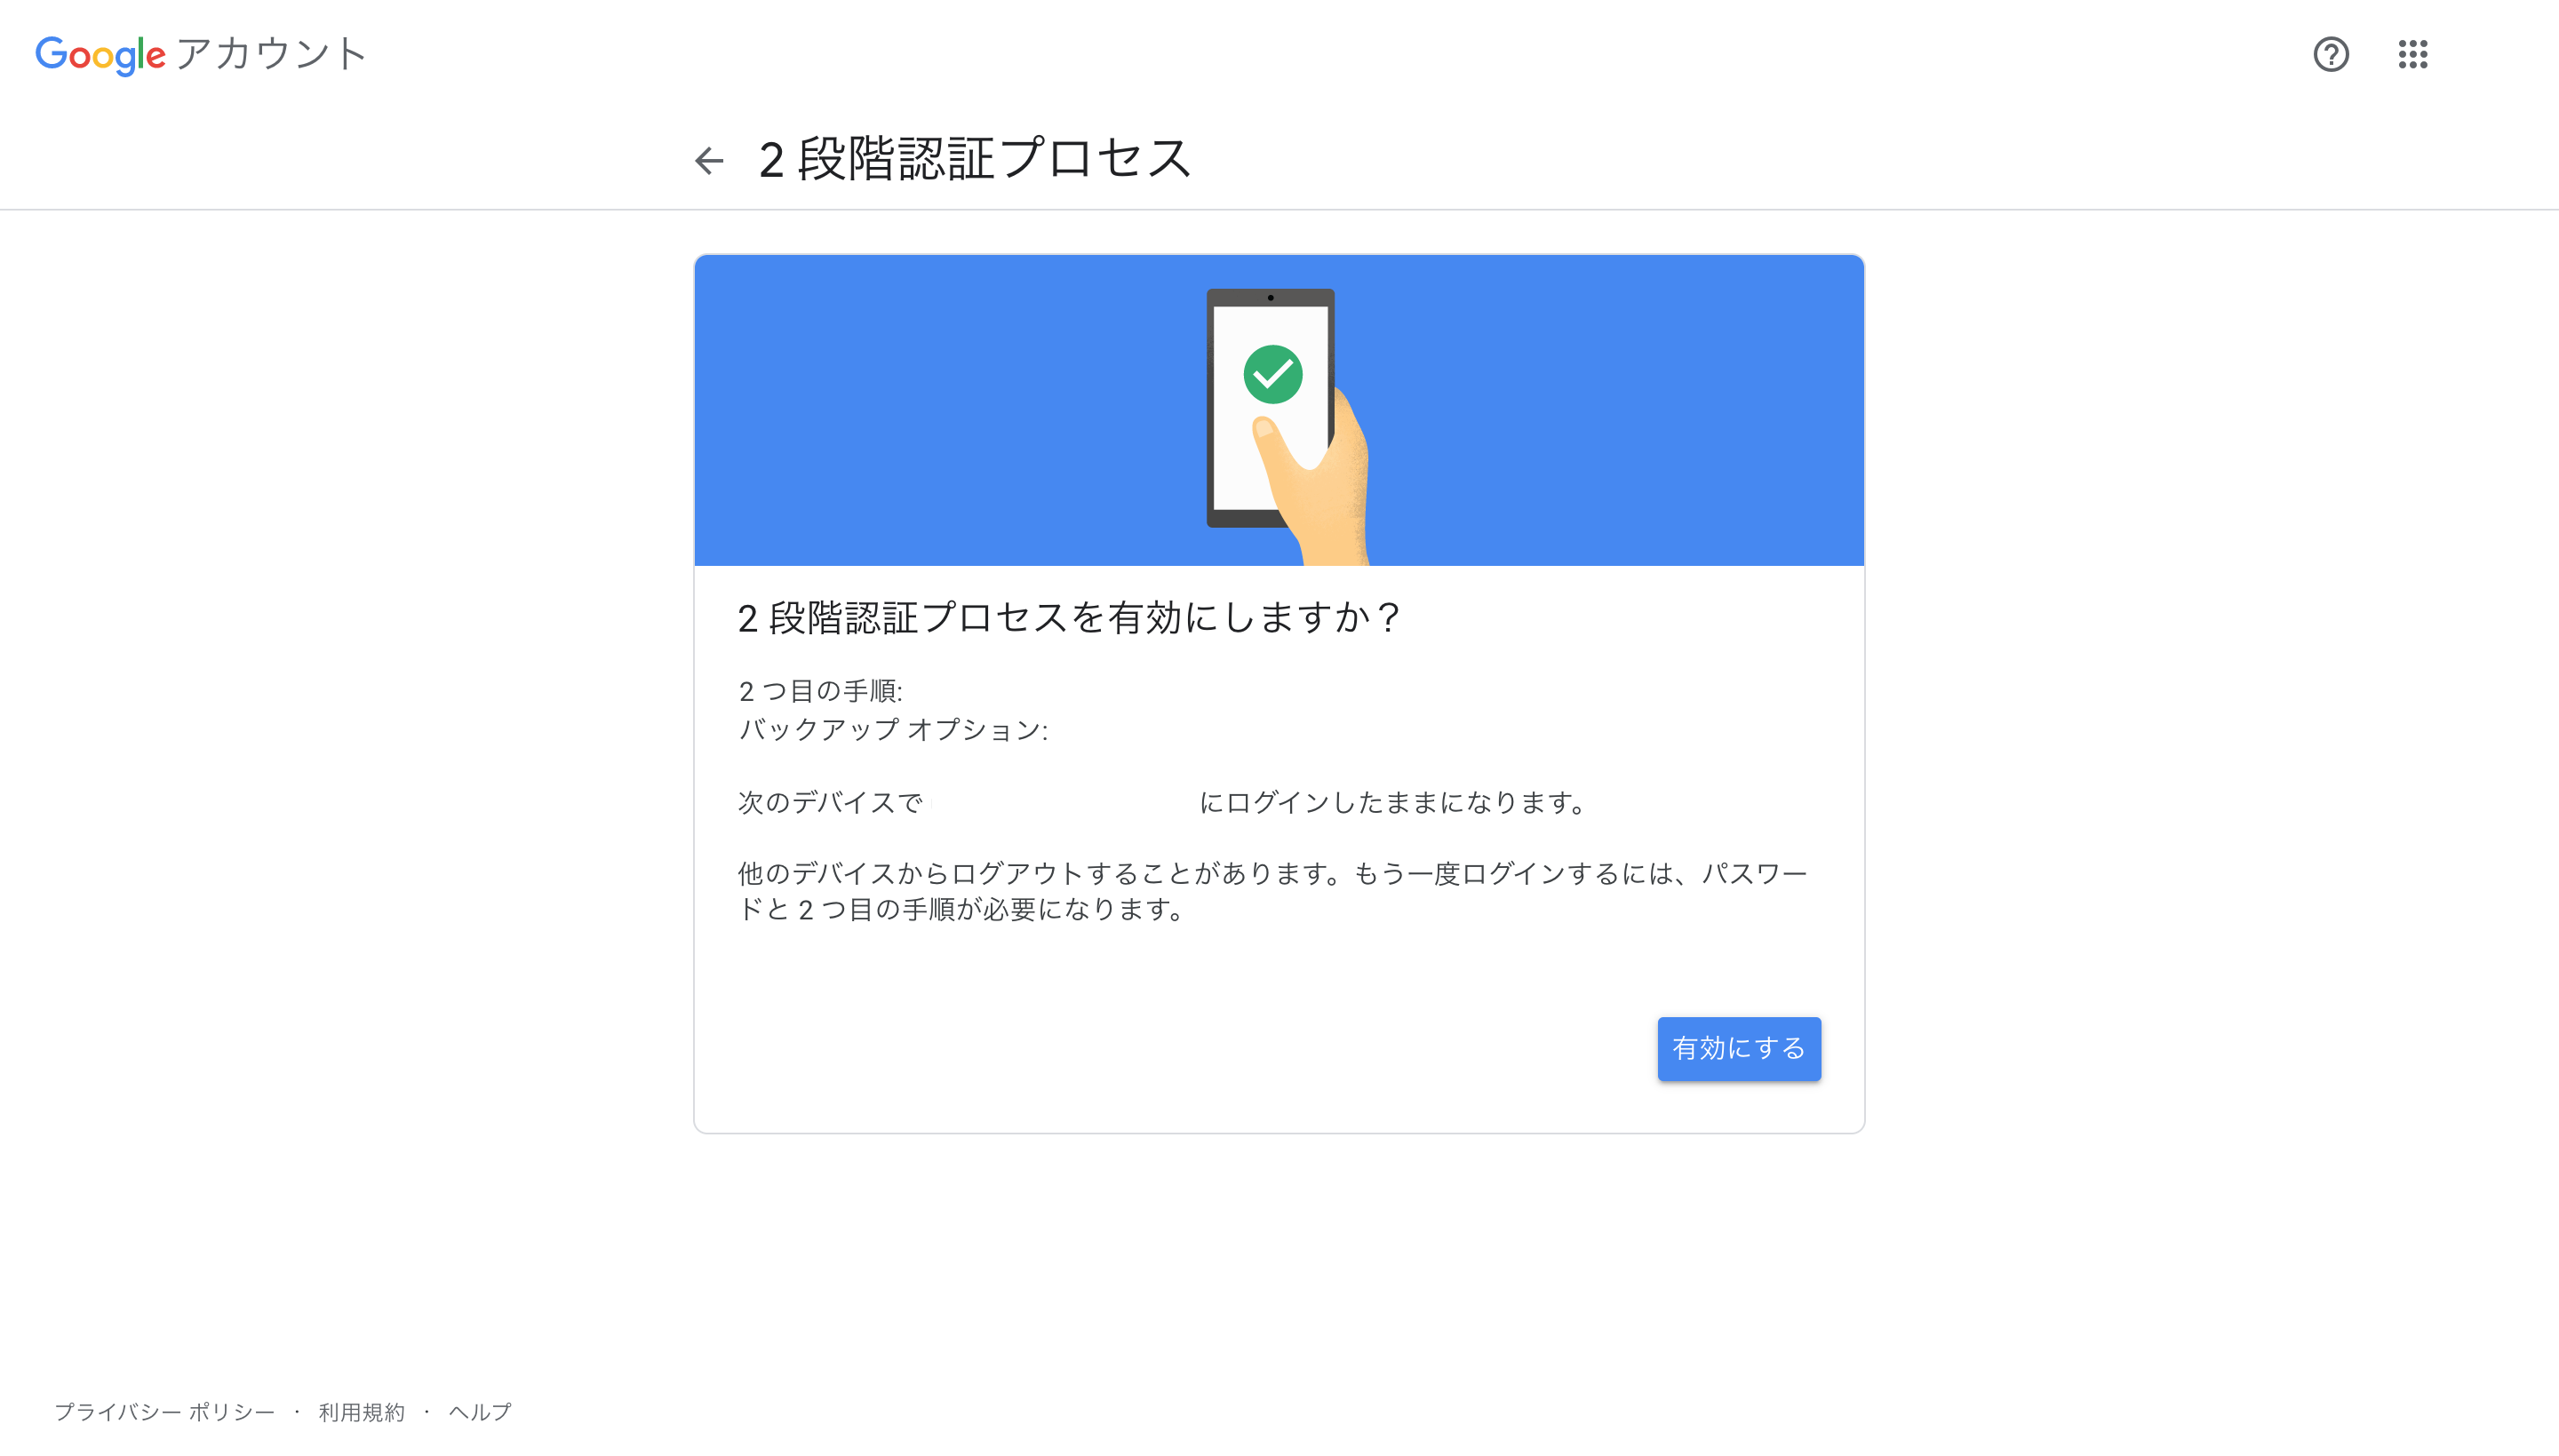 Google アカウント
2 段階認証プロセス
2 段階認証プロセスを有効にしますか？
2 つ目の手順:
バックアップ オプション:
次のデバイスで にログインしたままになります。
他のデバイスからログアウトすることがあります。もう一度ログインするには、パスワー
ドと 2 つ目の手順が必要になります。
有効にする
プライバシー ポリシー · 利用規約 · ヘルプ